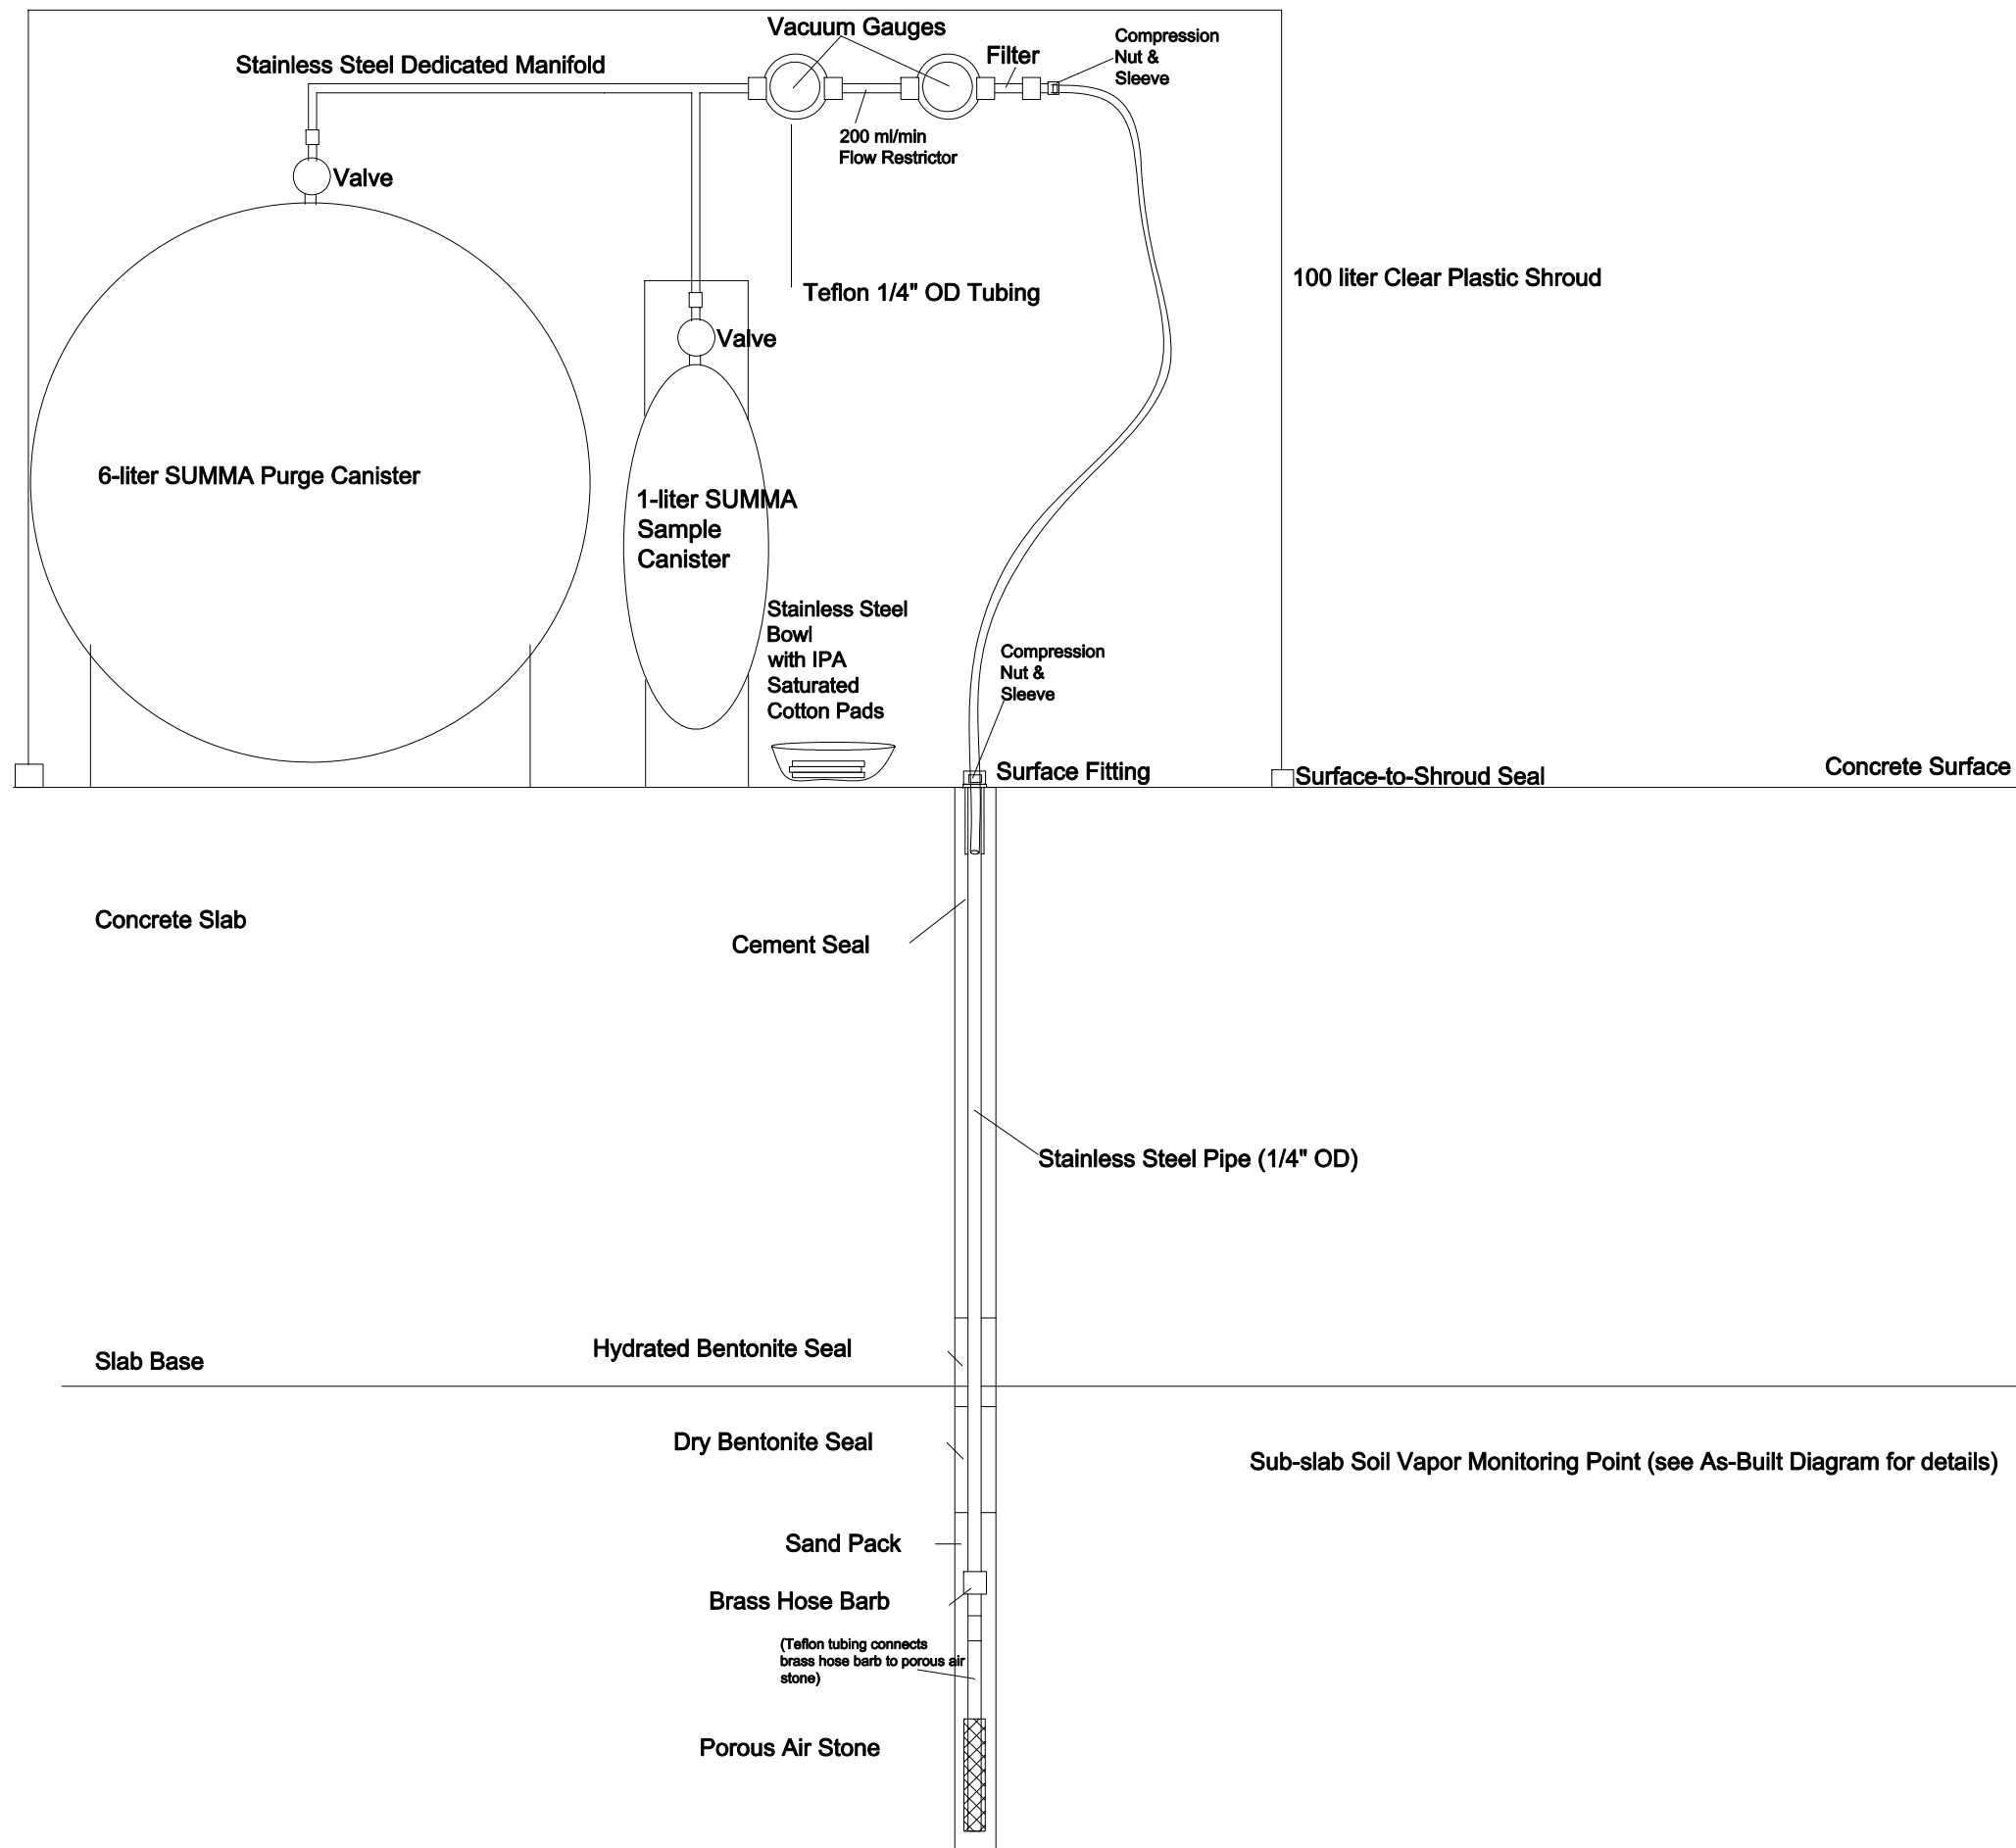 Vacuum Gauges
Compression
Nut &
Sleeve
Filter
Stainless Steel Dedicated Manifold
200 ml/min
Flow Restrictor
Valve
100 liter Clear Plastic Shroud
Teflon 1/4" OD Tubing
Valve
6-liter SUMMA Purge Canister
1-liter SUMMA
Sample
Canister
Stainless Steel
Bowl
with IPA
Saturated
Cotton Pads
Compression
Nut &
Sleeve
Surface Fitting
Surface-to-Shroud Seal
Concrete Surface
Concrete Slab
Cement Seal
Stainless Steel Pipe (1/4" OD)
Hydrated Bentonite Seal
Slab Base
Dry Bentonite Seal
Sub-slab Soil Vapor Monitoring Point (see As-Built Diagram for details)
Sand Pack
Brass Hose Barb
(Teflon tubing connects
brass hose barb to porous air
stone)
Porous Air Stone